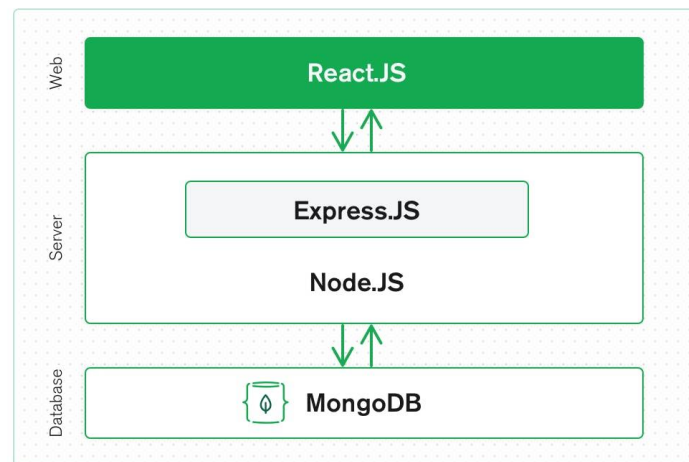 Web
React.JS
Server
Express.JS
Node.JS
Database
MongoDB